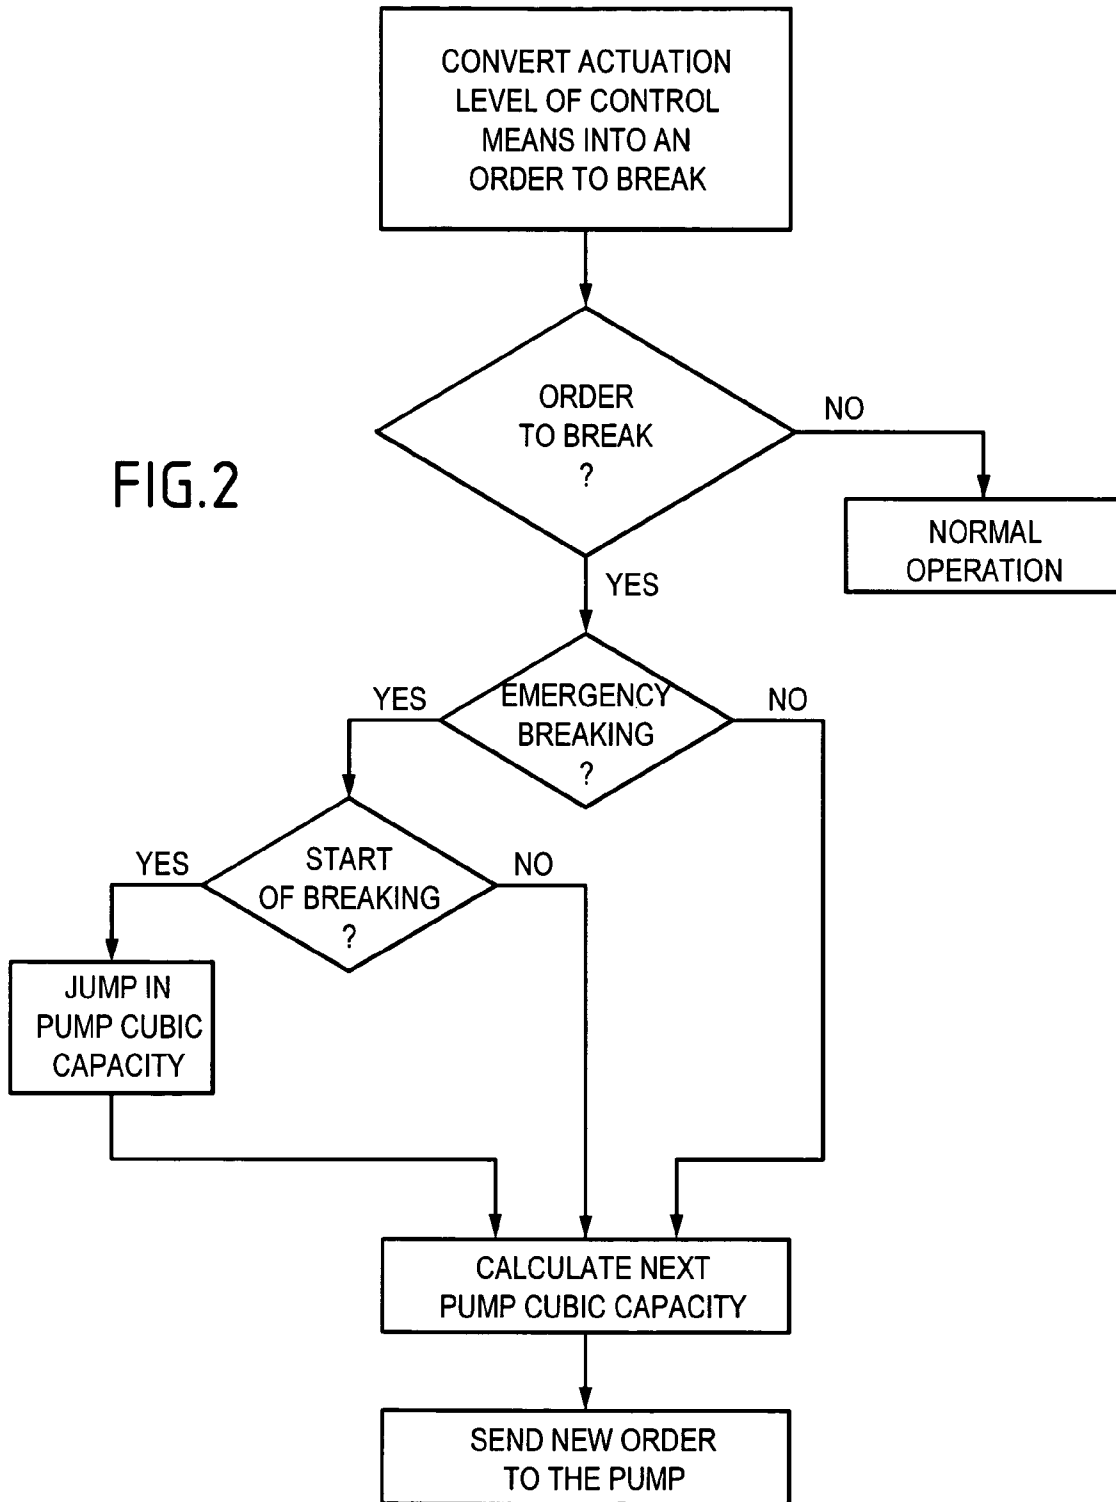 CONVERT ACTUATION
LEVEL OF CONTROL
MEANS INTO AN
ORDER TO BREAK
ORDER
TO BREAK
?
NO
FIG.2
NORMAL
OPERATION
YES
YES
EMERGENCY
BREAKING
?
NO
YES
START
OF BREAKING
?
NO
JUMP IN
PUMP CUBIC
CAPACITY
CALCULATE NEXT
PUMP CUBIC CAPACITY
SEND NEW ORDER
TO THE PUMP